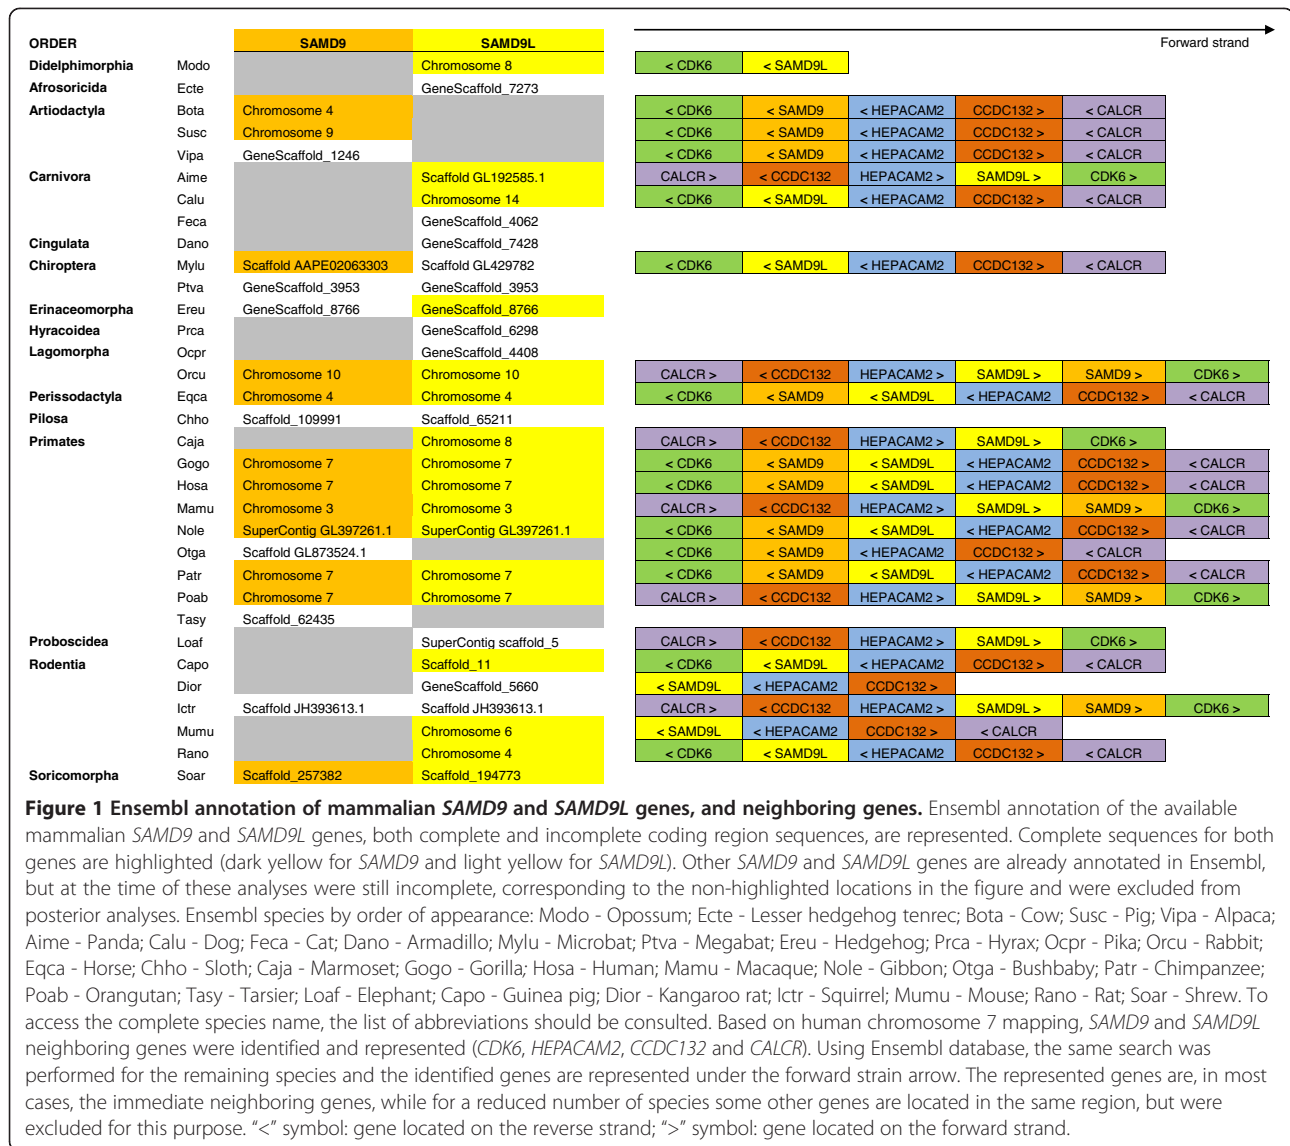 ORDER SAMD9 SAMD9L Forward strand
Didelphimorphia Modo Chromosome 8 < CDK6 < SAMD9L
Afrosoricida Ecte GeneScaffold_7273
Artiodactyla Bota Chromosome 4 < CDK6 < SAMD9 < HEPACAM2 CCDC132 > < CALCR
Susc Chromosome 9 < CDK6 < SAMD9 < HEPACAM2 CCDC132 > < CALCR
Vipa GeneScaffold_1246 < CDK6 < SAMD9 < HEPACAM2 CCDC132 > < CALCR
Carnivora Aime Scaffold GL192585.1 CALCR > < CCDC132 HEPACAM2 > SAMD9L > CDK6 >
Calu Chromosome 14 < CDK6 < SAMD9L < HEPACAM2 CCDC132 > < CALCR
Feca GeneScaffold_4062
Cingulata Dano GeneScaffold_7428
Chiroptera Mylu Scaffold AAPE02063303 Scaffold GL429782 < CDK6 < SAMD9L < HEPACAM2 CCDC132 > < CALCR
Ptva GeneScaffold_3953 GeneScaffold_3953
Erinaceomorpha Ereu GeneScaffold_8766 GeneScaffold_8766
Hyracoidea Prca GeneScaffold_6298
Lagomorpha Ocpr GeneScaffold_4408
Orcu Chromosome 10 Chromosome 10 CALCR > < CCDC132 HEPACAM2 > SAMD9L > SAMD9 > CDK6 >
Perissodactyla Eqca Chromosome 4 Chromosome 4 < CDK6 < SAMD9 < SAMD9L < HEPACAM2 CCDC132 > < CALCR
Pilosa Chho Scaffold_109991 Scaffold_65211
Primates Caja Chromosome 8 CALCR > < CCDC132 HEPACAM2 > SAMD9L > CDK6 >
Gogo Chromosome 7 Chromosome 7 < CDK6 < SAMD9 < SAMD9L < HEPACAM2 CCDC132 > < CALCR
Hosa Chromosome 7 Chromosome 7 < CDK6 < SAMD9 < SAMD9L < HEPACAM2 CCDC132 > < CALCR
Mamu Chromosome 3 Chromosome 3 CALCR > < CCDC132 HEPACAM2 > SAMD9L > SAMD9 > CDK6 >
Nole SuperContig GL397261.1 SuperContig GL397261.1 < CDK6 < SAMD9 < SAMD9L < HEPACAM2 CCDC132 > < CALCR
Otga Scaffold GL873524.1 < CDK6 < SAMD9 < HEPACAM2 CCDC132 > < CALCR
Patr Chromosome 7 Chromosome 7 < CDK6 < SAMD9 < SAMD9L < HEPACAM2 CCDC132 > < CALCR
Poab Chromosome 7 Chromosome 7 CALCR > < CCDC132 HEPACAM2 > SAMD9L > SAMD9 > CDK6 >
Tasy Scaffold_62435
Proboscidea Loaf SuperContig scaffold_5 CALCR > < CCDC132 HEPACAM2 > SAMD9L > CDK6 >
Rodentia Capo Scaffold_11 < CDK6 < SAMD9L < HEPACAM2 CCDC132 > < CALCR
Dior GeneScaffold_5660 < SAMD9L < HEPACAM2 CCDC132 >
Ictr Scaffold JH393613.1 Scaffold JH393613.1 CALCR > < CCDC132 HEPACAM2 > SAMD9L > SAMD9 > CDK6 >
Mumu Chromosome 6 < SAMD9L < HEPACAM2 CCDC132 > < CALCR
Rano Chromosome 4 < CDK6 < SAMD9L < HEPACAM2 CCDC132 > < CALCR
Soricomorpha Soar Scaffold_257382 Scaffold_194773
Figure 1 Ensembl annotation of mammalian SAMD9 and SAMD9L genes, and neighboring genes. Ensembl annotation of the available
mammalian SAMD9 and SAMD9L genes, both complete and incomplete coding region sequences, are represented. Complete sequences for both
genes are highlighted (dark yellow for SAMD9 and light yellow for SAMD9L). Other SAMD9 and SAMD9L genes are already annotated in Ensembl,
but at the time of these analyses were still incomplete, corresponding to the non-highlighted locations in the figure and were excluded from
posterior analyses. Ensembl species by order of appearance: Modo - Opossum; Ecte - Lesser hedgehog tenrec; Bota - Cow; Susc - Pig; Vipa - Alpaca;
Aime - Panda; Calu - Dog; Feca - Cat; Dano - Armadillo; Mylu - Microbat; Ptva - Megabat; Ereu - Hedgehog; Prca - Hyrax; Ocpr - Pika; Orcu - Rabbit;
Eqca - Horse; Chho - Sloth; Caja - Marmoset; Gogo - Gorilla; Hosa - Human; Mamu - Macaque; Nole - Gibbon; Otga - Bushbaby; Patr - Chimpanzee;
Poab - Orangutan; Tasy - Tarsier; Loaf - Elephant; Capo - Guinea pig; Dior - Kangaroo rat; Ictr - Squirrel; Mumu - Mouse; Rano - Rat; Soar - Shrew. To
access the complete species name, the list of abbreviations should be consulted. Based on human chromosome 7 mapping, SAMD9 and SAMD9L
neighboring genes were identified and represented (CDK6, HEPACAM2, CCDC132 and CALCR). Using Ensembl database, the same search was
performed for the remaining species and the identified genes are represented under the forward strain arrow. The represented genes are, in most
cases, the immediate neighboring genes, while for a reduced number of species some other genes are located in the same region, but were
excluded for this purpose. “<” symbol: gene located on the reverse strand; “>” symbol: gene located on the forward strand.